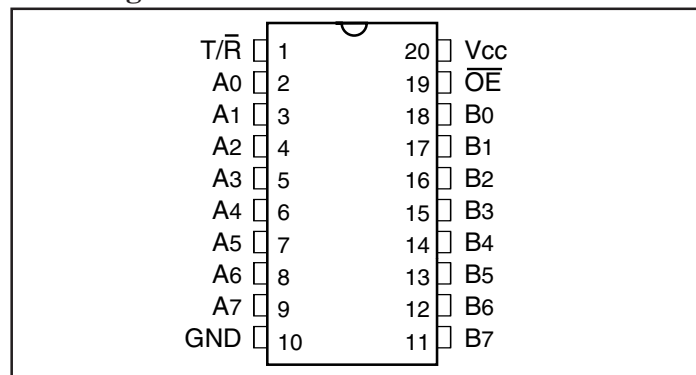 T/R̅ 1 20 Vcc
A0 2 19 O̅E̅
A1 3 18 B0
A2 4 17 B1
A3 5 16 B2
A4 6 15 B3
A5 7 14 B4
A6 8 13 B5
A7 9 12 B6
GND 10 11 B7